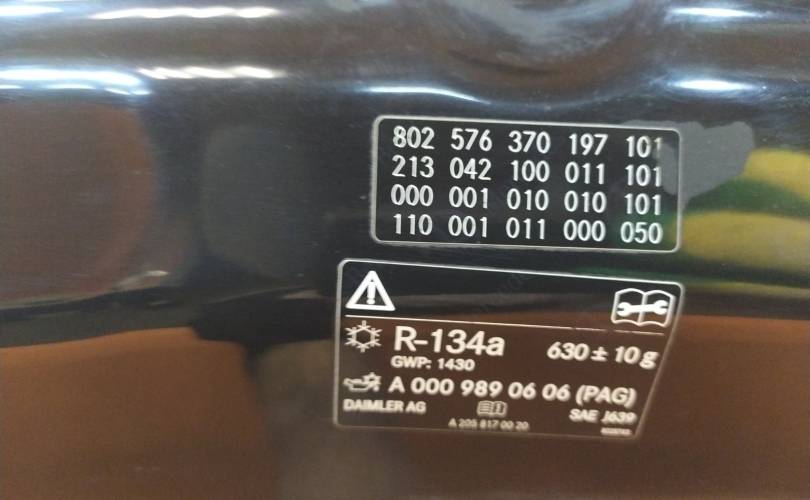 802 576 370 197 101
213 042 100 011 101
000 001 010 010 101
110 001 011 000 050
R-134a 630 ± 10 g
GWP: 1430
A 000 989 06 06 (PAG)
DAIMLER AG SAE J639
A 205 817 00 20